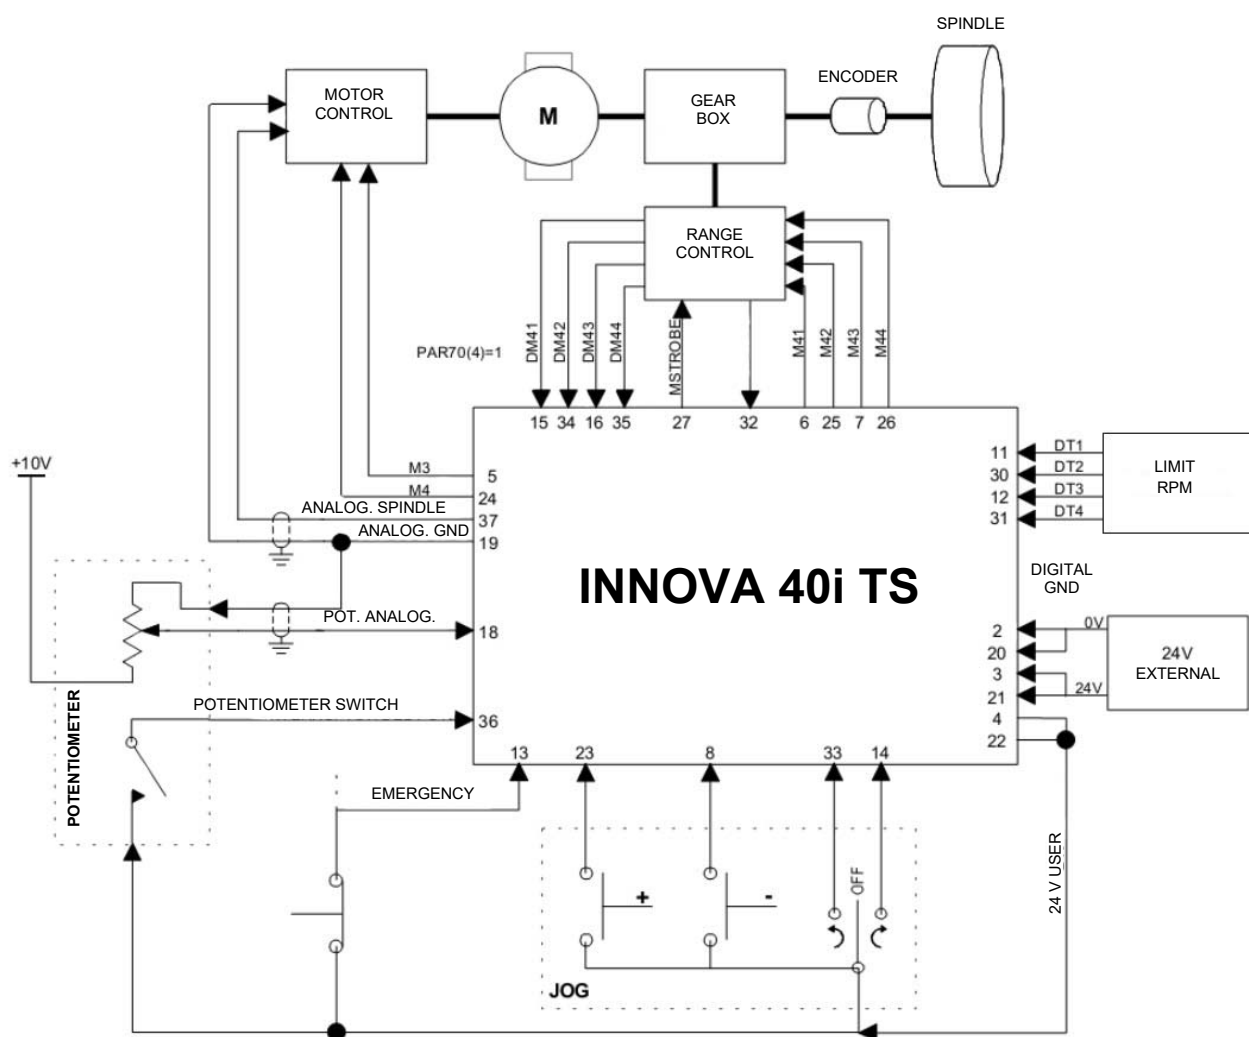 SPINDLE
ENCODER
MOTOR
CONTROL
M
GEAR
BOX
RANGE
CONTROL
PAR70(4)=1
DM41
DM42
DM43
DM44
MSTROBE
M41
M42
M43
M44
15 34 16 35 27 32 6 25 7 26
+10V
M3
5
M4
24
ANALOG. SPINDLE
37
ANALOG. GND
19
POT. ANALOG.
18
POTENTIOMETER SWITCH
36
POTENTIOMETER
INNOVA 40i TS
11 DT1
30 DT2
12 DT3
31 DT4
LIMIT
RPM
DIGITAL
GND
2 0V
20
3
21 24V
4
22
24V
EXTERNAL
13 23 8 33 14
EMERGENCY
+
-
OFF
JOG
24 V USER